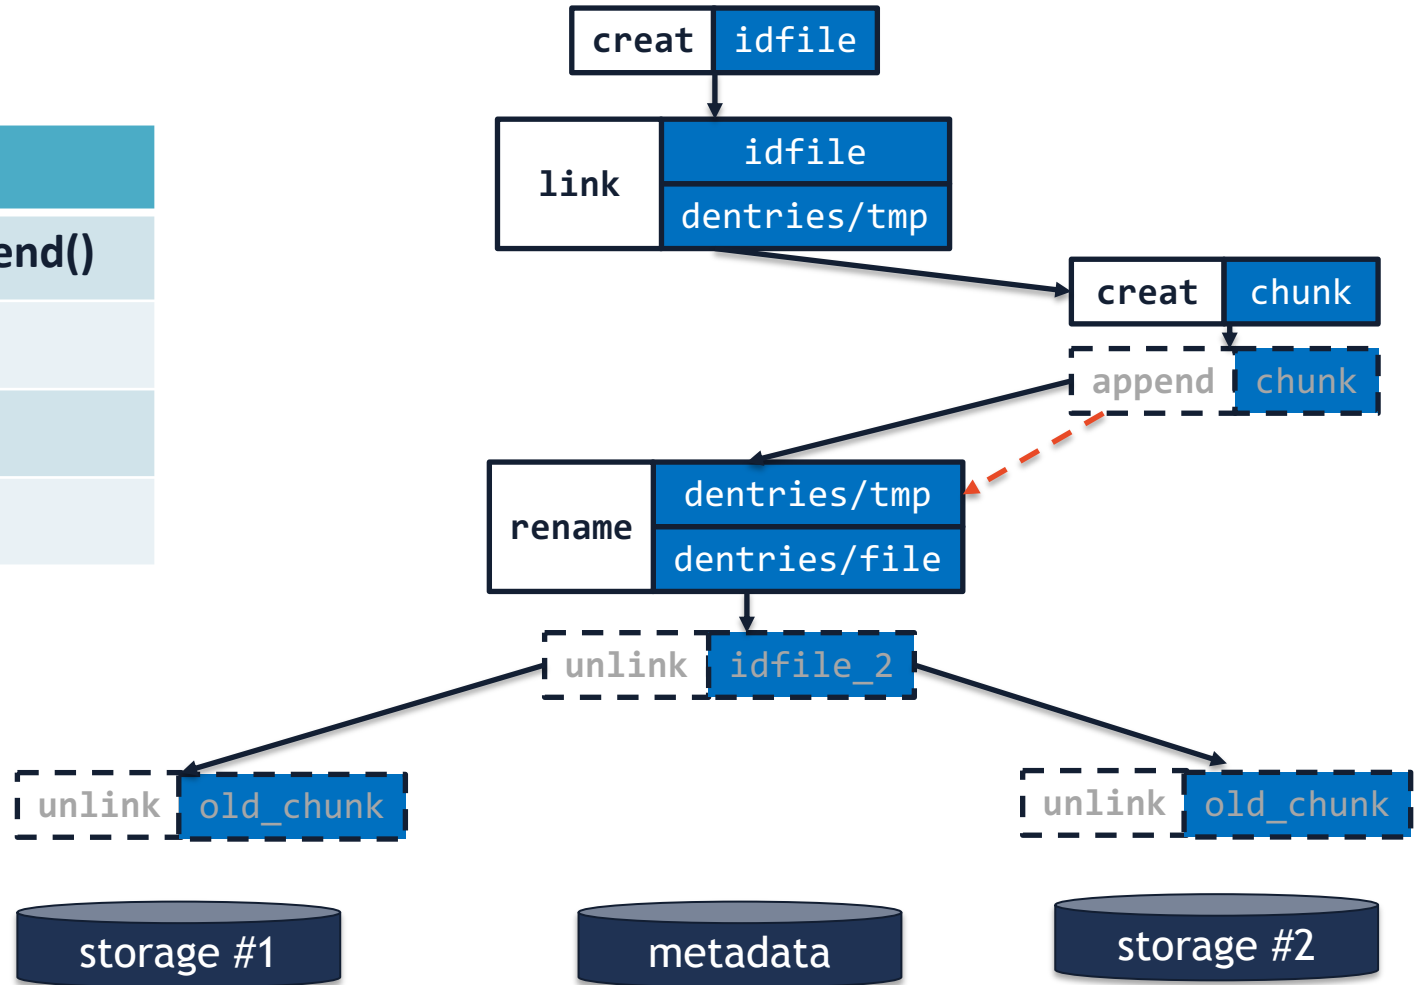 creat idfile
link
idfile
dentries/tmp
end()
creat chunk
append chunk
rename
dentries/tmp
dentries/file
unlink idfile_2
unlink old_chunk
unlink old_chunk
storage #1
metadata
storage #2